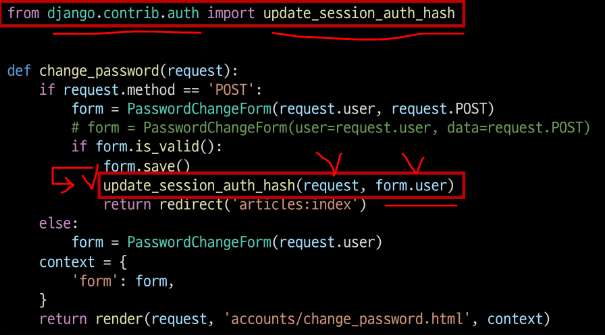 from django.contrib.auth import update_session_auth_hash
def change_password(request):
if request.method == 'POST':
form = PasswordChangeForm(request.user, request.POST)
# form = PasswordChangeForm(user=request.user, data=request.POST)
if form.is_valid():
form.save()
update_session_auth_hash(request, form.user)
return redirect('articles:index')
else:
form = PasswordChangeForm(request.user)
context = {
'form': form,
}
return render(request, 'accounts/change_password.html', context)